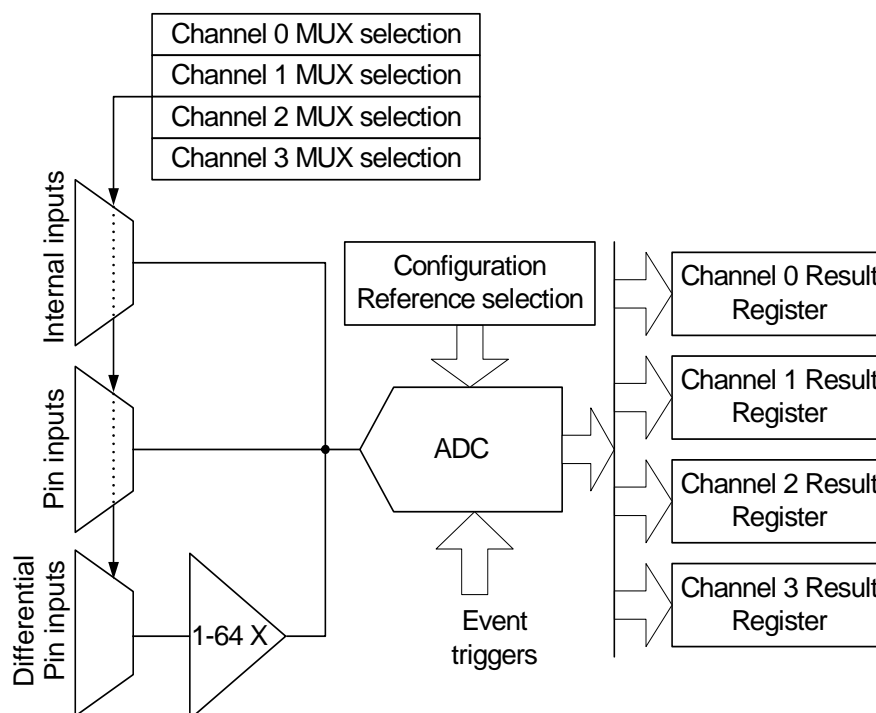 Channel 0 MUX selection
Channel 1 MUX selection
Channel 2 MUX selection
Channel 3 MUX selection
Internal inputs
Pin inputs
Differential
Pin inputs
1-64 X
Configuration
Reference selection
ADC
Event
triggers
Channel 0 Result
Register
Channel 1 Result
Register
Channel 2 Result
Register
Channel 3 Result
Register